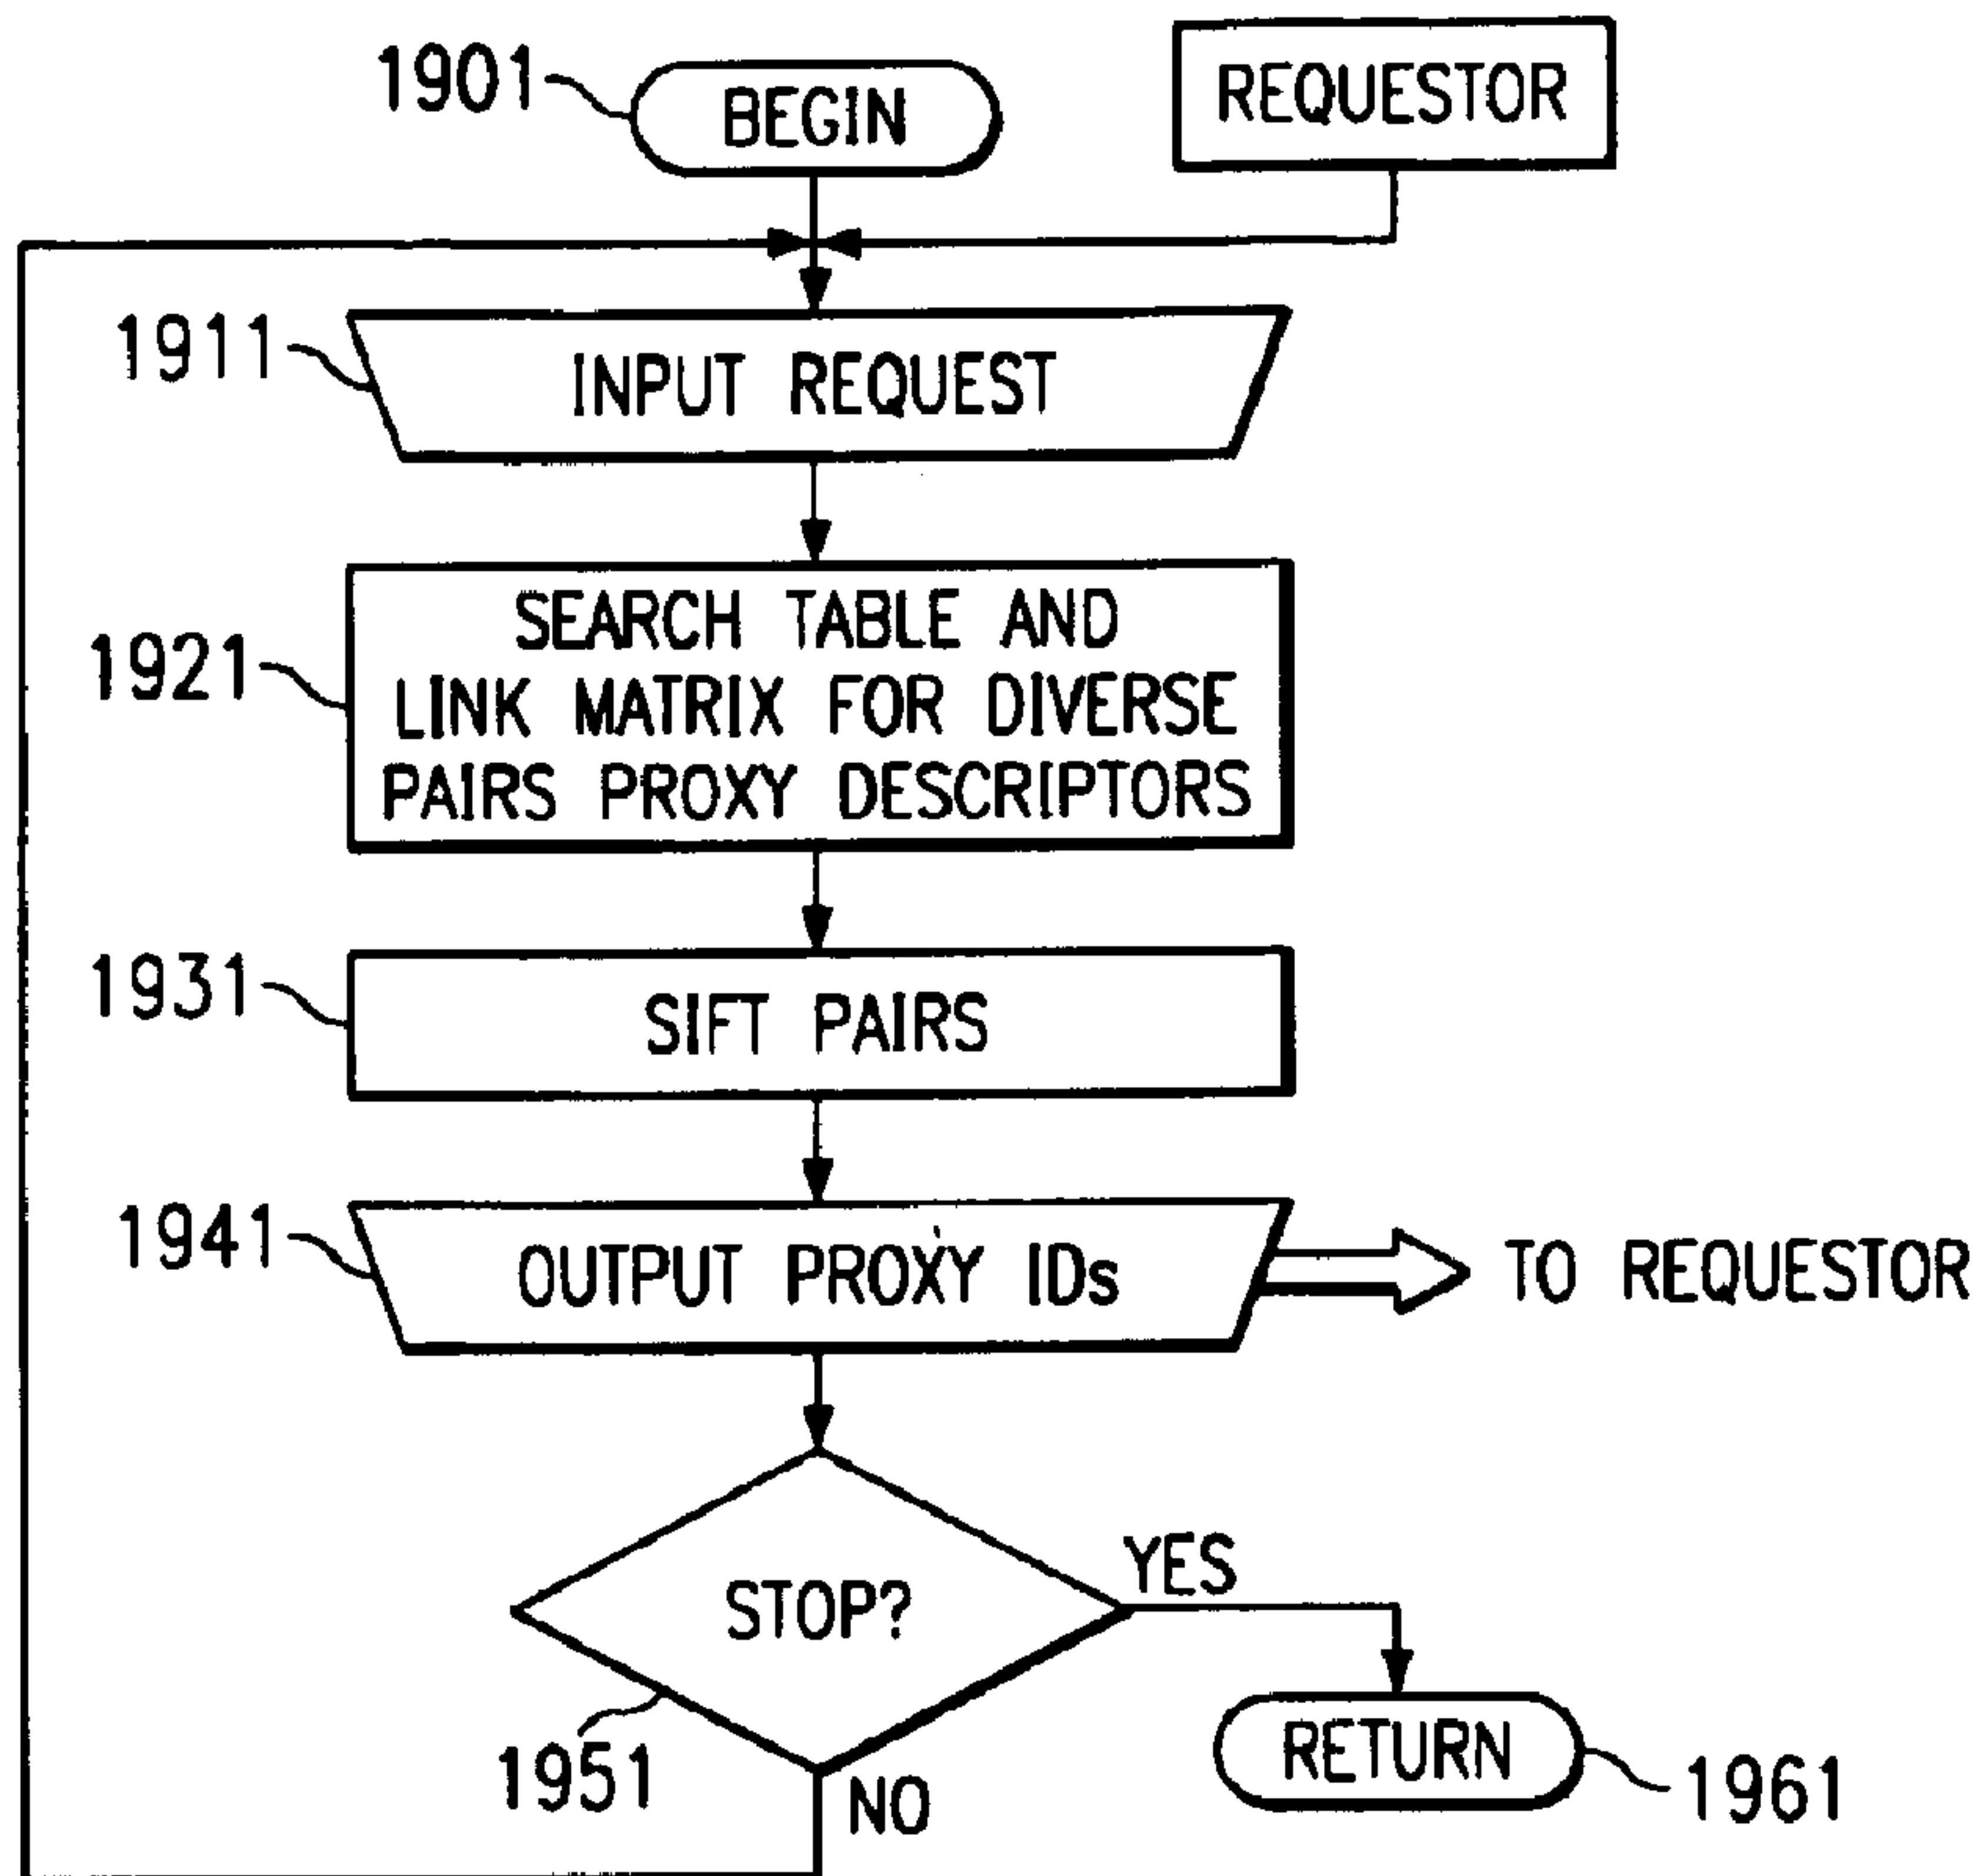 1901
BEGIN
REQUESTOR
1911
INPUT REQUEST
1921
SEARCH TABLE AND
LINK MATRIX FOR DIVERSE
PAIRS PROXY DESCRIPTORS
1931
SIFT PAIRS
1941
OUTPUT PROXY IDs
TO REQUESTOR
STOP?
YES
1951
NO
RETURN
1961